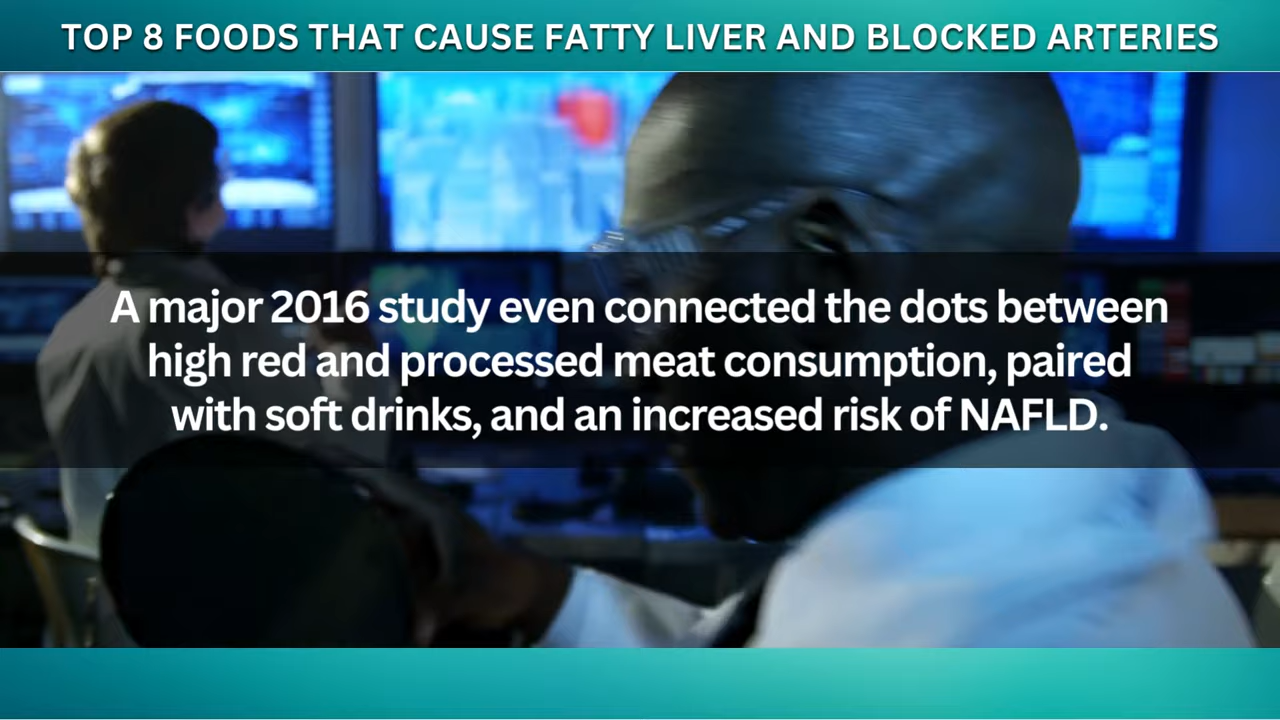 TOP 8 FOODS THAT CAUSE FATTY LIVER AND BLOCKED ARTERIES
A major 2016 study even connected the dots between
high red and processed meat consumption, paired
with soft drinks, and an increased risk of NAFLD.